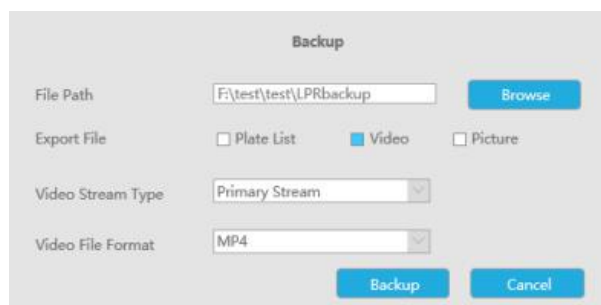 Backup
File Path F:\test\test\LPRbackup Browse
Export File Plate List Video Picture
Video Stream Type Primary Stream
Video File Format MP4
Backup Cancel